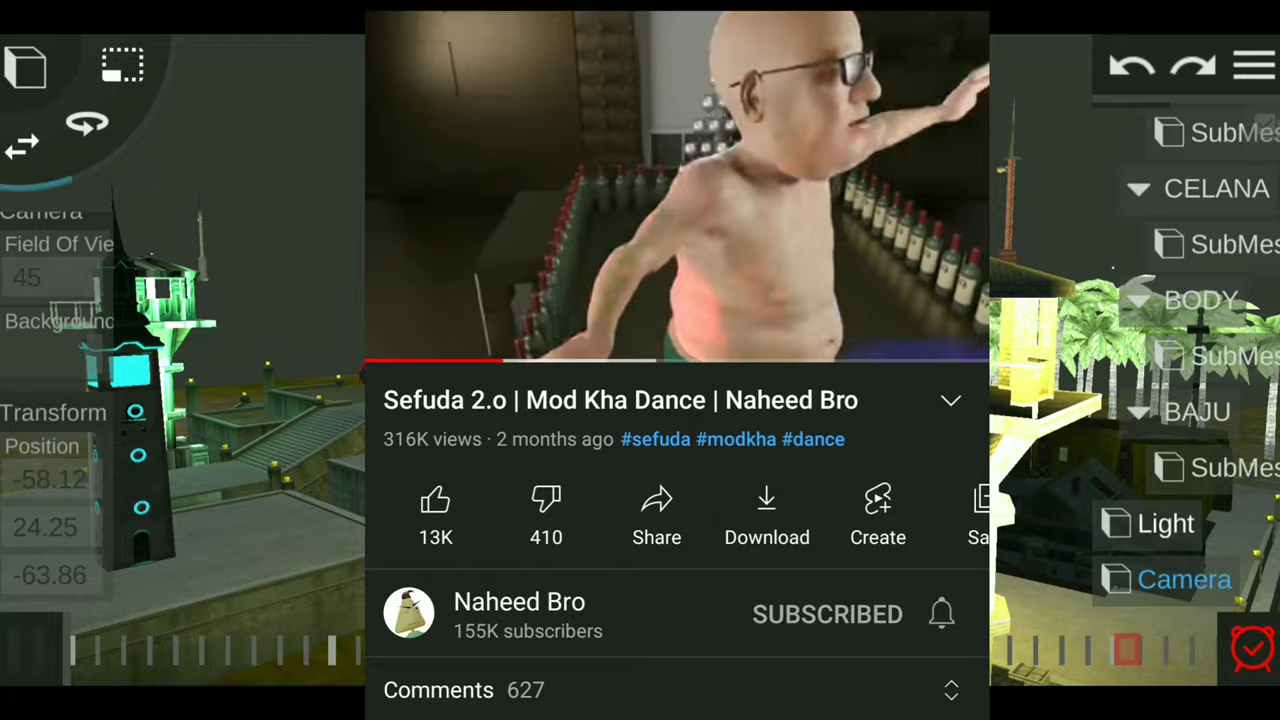 Camera
Field Of Vie
45
Background
Transform
Position
-58.12
24.25
-63.86
Sefuda 2.o | Mod Kha Dance | Naheed Bro
316K views · 2 months ago #sefuda #modkha #dance
13K
410
Share
Download
Create
Sa
Naheed Bro
155K subscribers
SUBSCRIBED
Comments 627
SubMes
CELANA
SubMes
BODY
SubMes
BAJU
SubMes
Light
Camera